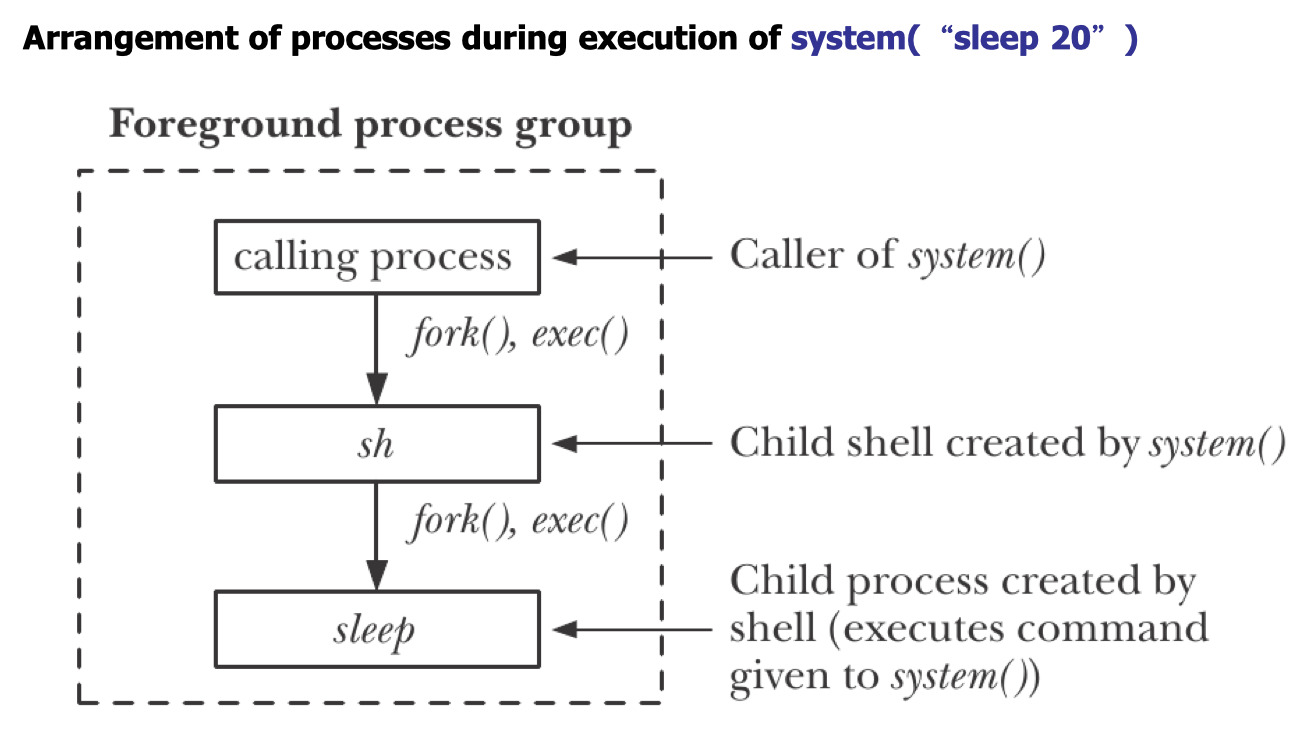 Arrangement of processes during execution of system( “sleep 20” )
Foreground process group
calling process
Caller of system()
fork(), exec()
sh
Child shell created by system()
fork(), exec()
sleep
Child process created by
shell (executes command
given to system())